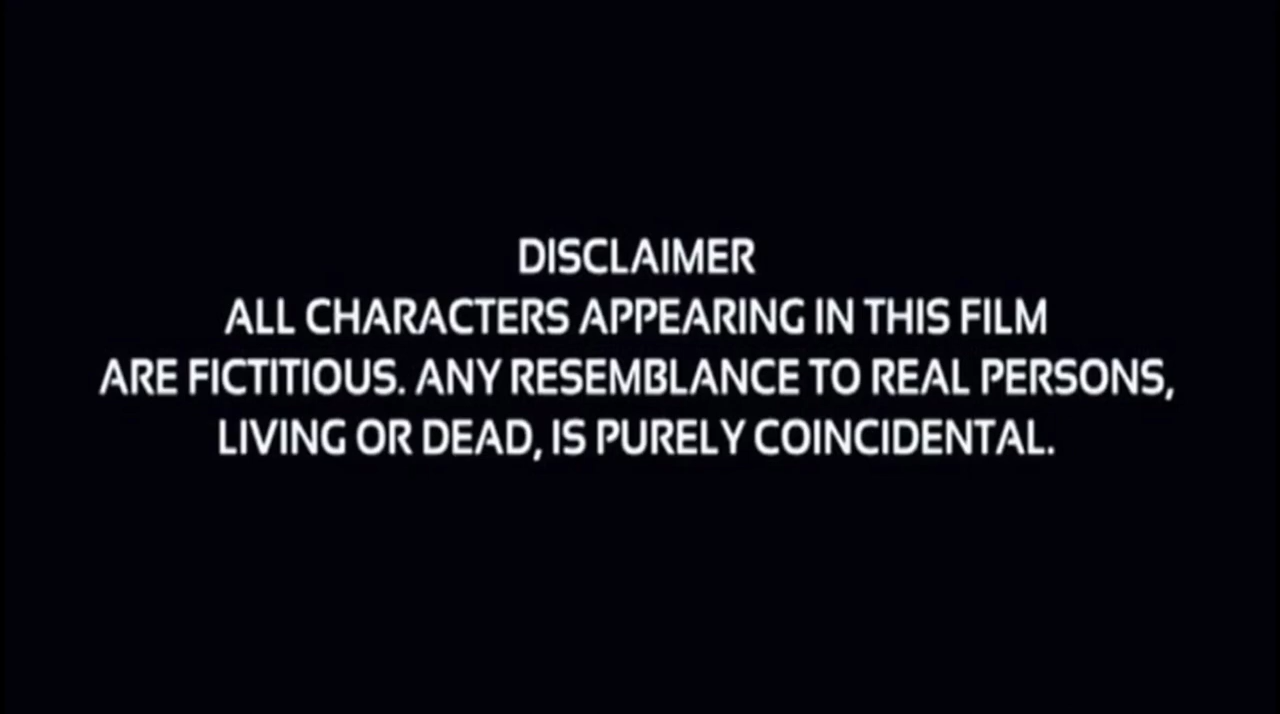 DISCLAIMER
ALL CHARACTERS APPEARING IN THIS FILM
ARE FICTITIOUS. ANY RESEMBLANCE TO REAL PERSONS,
LIVING OR DEAD, IS PURELY COINCIDENTAL.